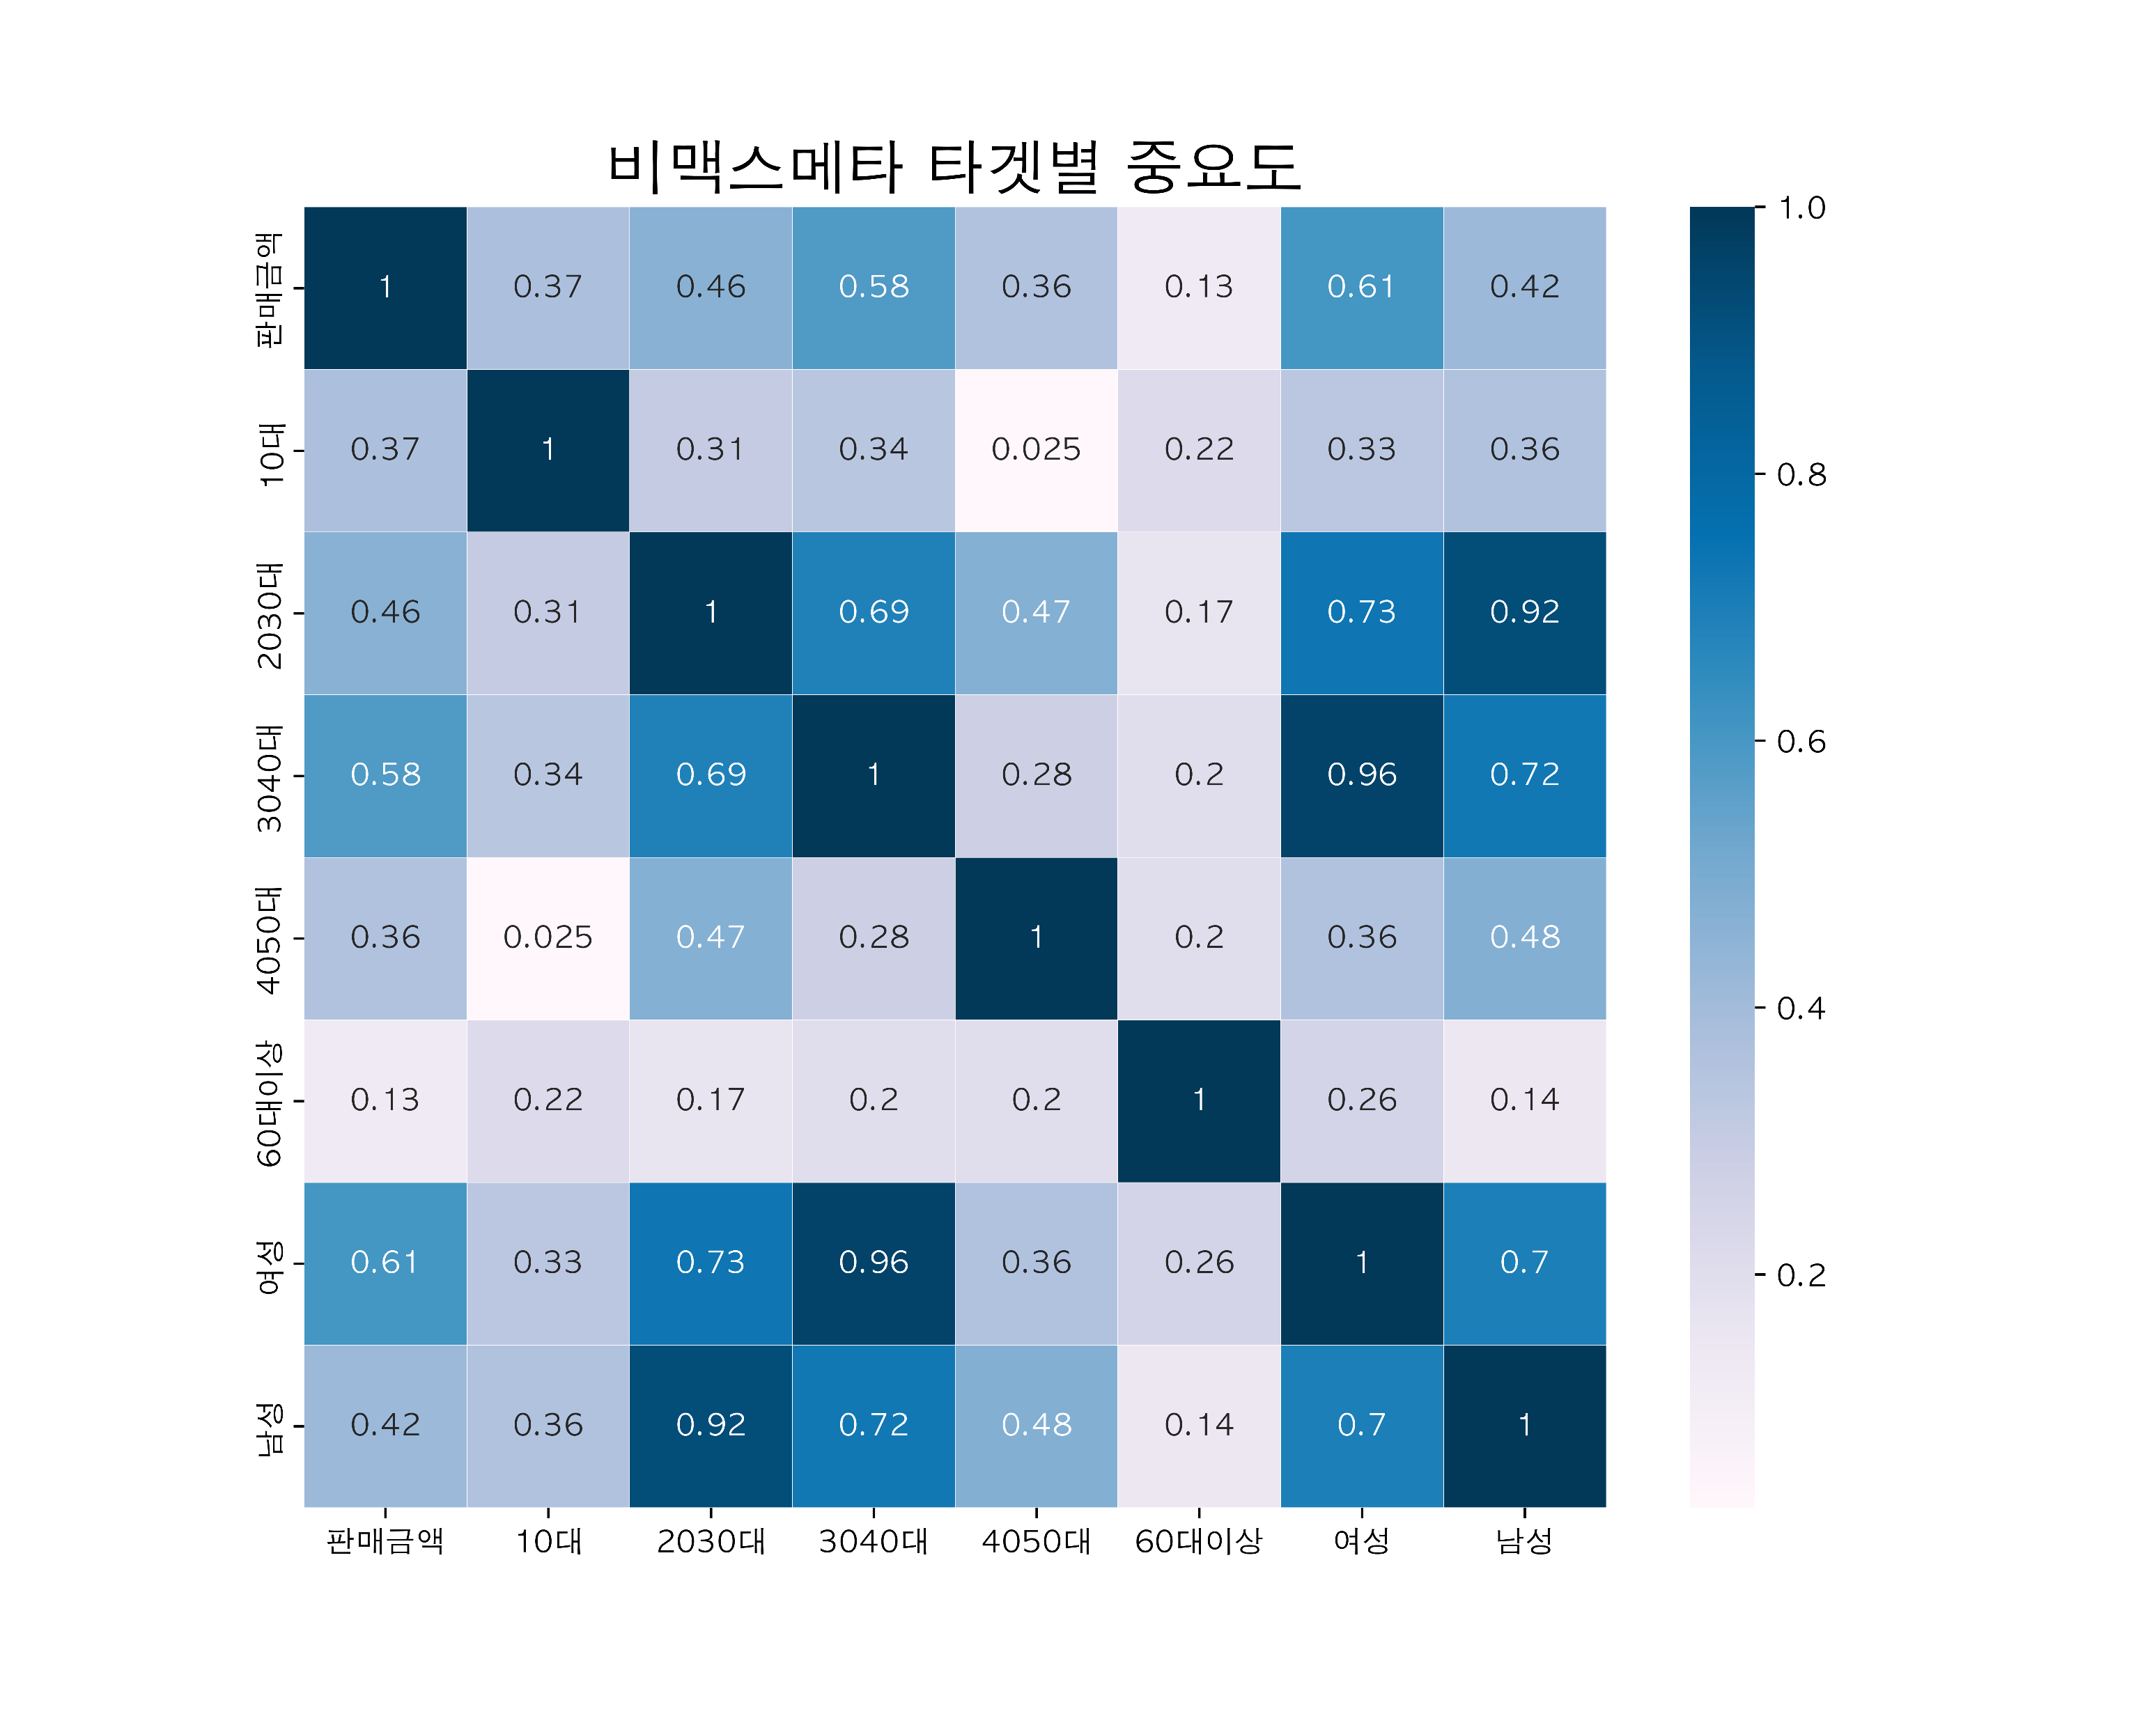 비맥스메타 타겟별 중요도
판매금액 1 0.37 0.46 0.58 0.36 0.13 0.61 0.42
10대 0.37 1 0.31 0.34 0.025 0.22 0.33 0.36
2030대 0.46 0.31 1 0.69 0.47 0.17 0.73 0.92
3040대 0.58 0.34 0.69 1 0.28 0.2 0.96 0.72
4050대 0.36 0.025 0.47 0.28 1 0.2 0.36 0.48
60대이상 0.13 0.22 0.17 0.2 0.2 1 0.26 0.14
여성 0.61 0.33 0.73 0.96 0.36 0.26 1 0.7
남성 0.42 0.36 0.92 0.72 0.48 0.14 0.7 1
판매금액 10대 2030대 3040대 4050대 60대이상 여성 남성
1.0
0.8
0.6
0.4
0.2